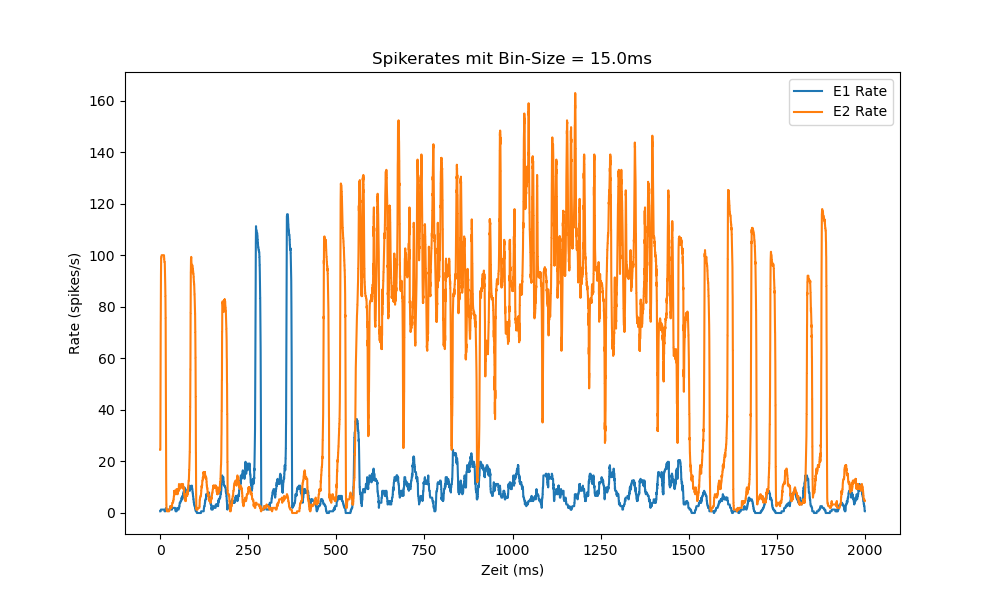 Spikerates mit Bin-Size = 15.0ms
E1 Rate
E2 Rate
160
140
120
100
80
60
40
20
0
Rate (spikes/s)
0 250 500 750 1000 1250 1500 1750 2000
Zeit (ms)